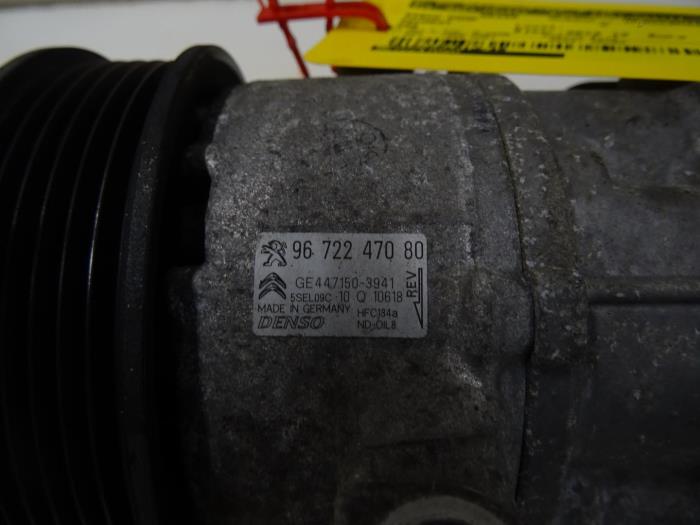 96 722 470 80
GE447150-3941
5SEL09C 10 Q 10618
MADE IN GERMANY HFC134a
DENSO ND-OIL8
REV